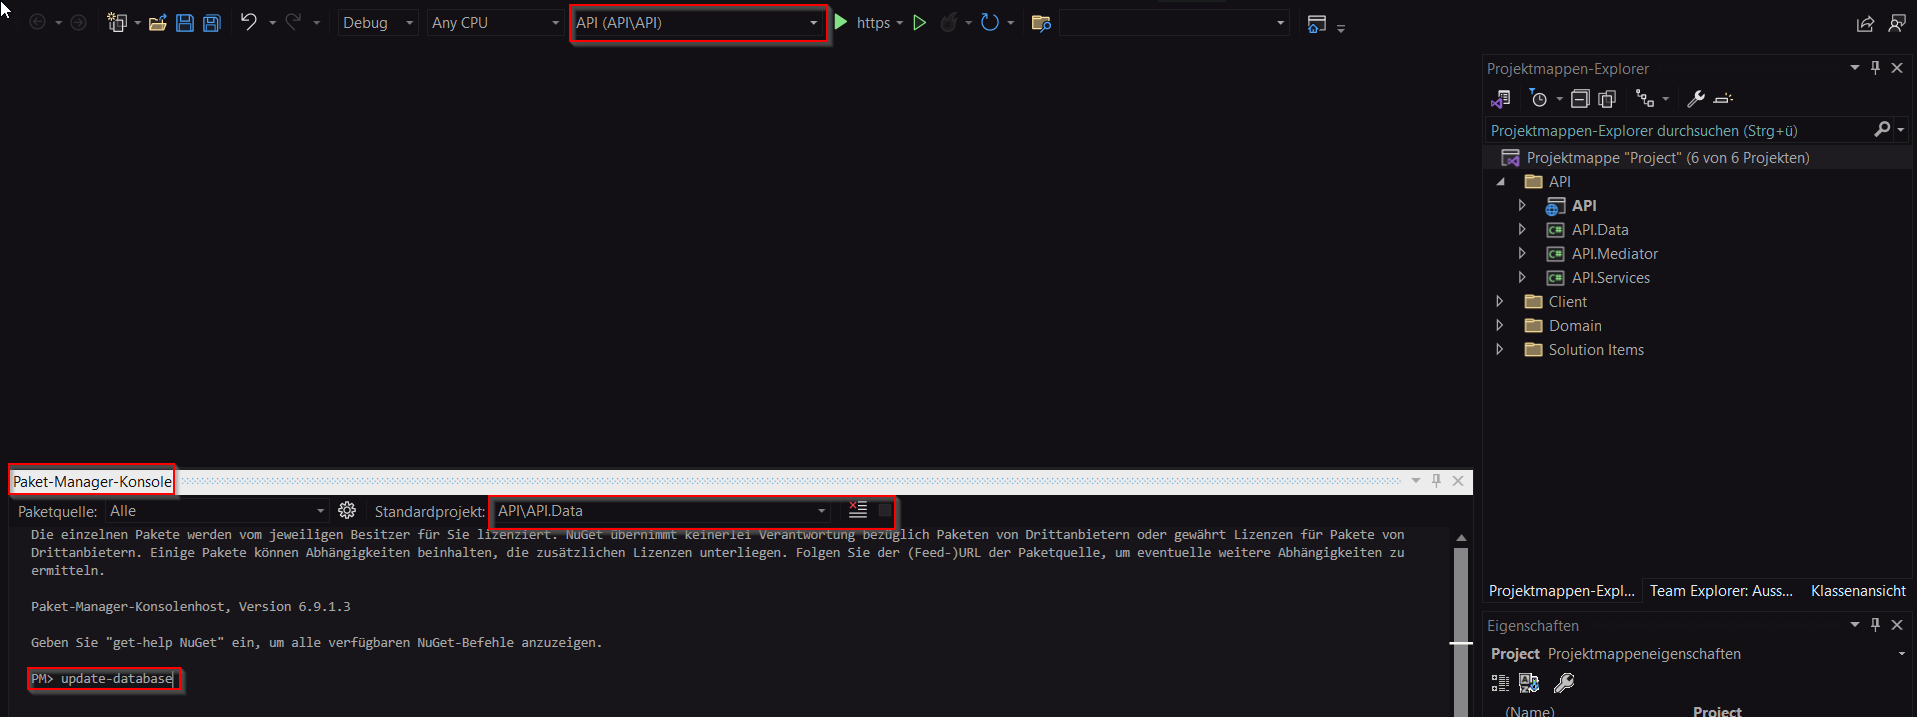 Debug
Any CPU
API (API\API)
https
Projektmappen-Explorer
Projektmappen-Explorer durchsuchen (Strg+ü)
Projektmappe "Project" (6 von 6 Projekten)
API
API
API.Data
API.Mediator
API.Services
Client
Domain
Solution Items
Paket-Manager-Konsole
Paketquelle: Alle
Standardprojekt: API\API.Data
Die einzelnen Pakete werden vom jeweiligen Besitzer für Sie lizenziert. NuGet übernimmt keinerlei Verantwortung bezüglich Paketen von Drittanbietern oder gewährt Lizenzen für Pakete von
Drittanbietern. Einige Pakete können Abhängigkeiten beinhalten, die zusätzlichen Lizenzen unterliegen. Folgen Sie der (Feed-)URL der Paketquelle, um eventuelle weitere Abhängigkeiten zu
ermitteln.
Paket-Manager-Konsolenhost, Version 6.9.1.3
Geben Sie "get-help NuGet" ein, um alle verfügbaren NuGet-Befehle anzuzeigen.
PM> update-database
Projektmappen-Expl... Team Explorer: Auss... Klassenansicht
Eigenschaften
Project Projektmappeneigenschaften
(Name) Project